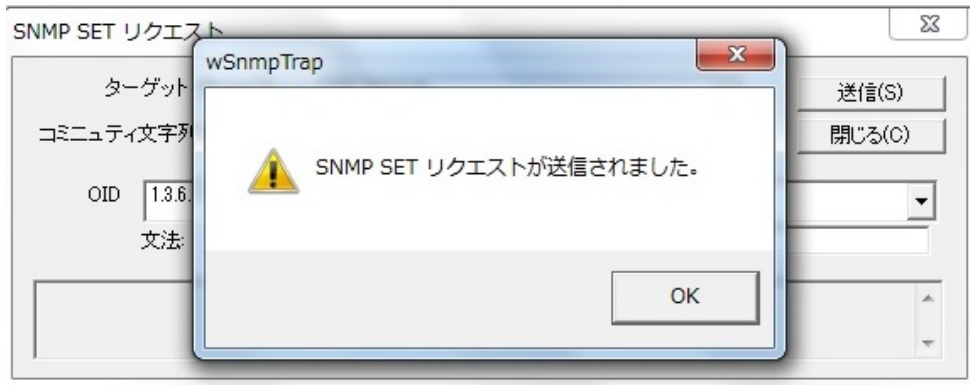 SNMP SET リクエスト
wSnmpTrap
ターゲット
送信(S)
コミニュティ文字列
閉じる(C)
SNMP SET リクエストが送信されました。
OID 1.3.6.
文法:
OK